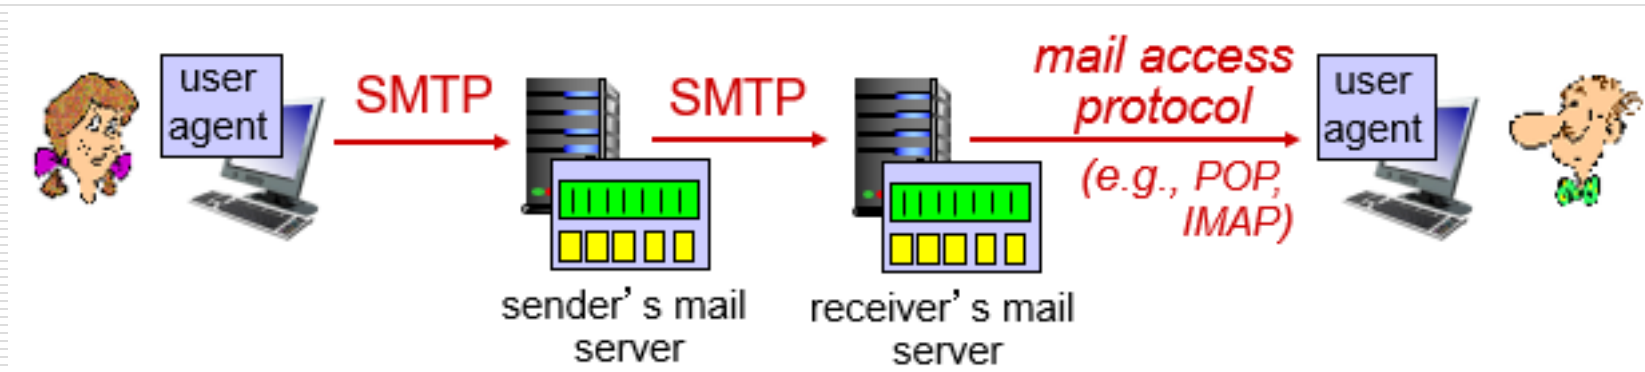 user
agent
SMTP
SMTP
mail access
protocol
(e.g., POP,
IMAP)
user
agent
sender’s mail
server
receiver’s mail
server